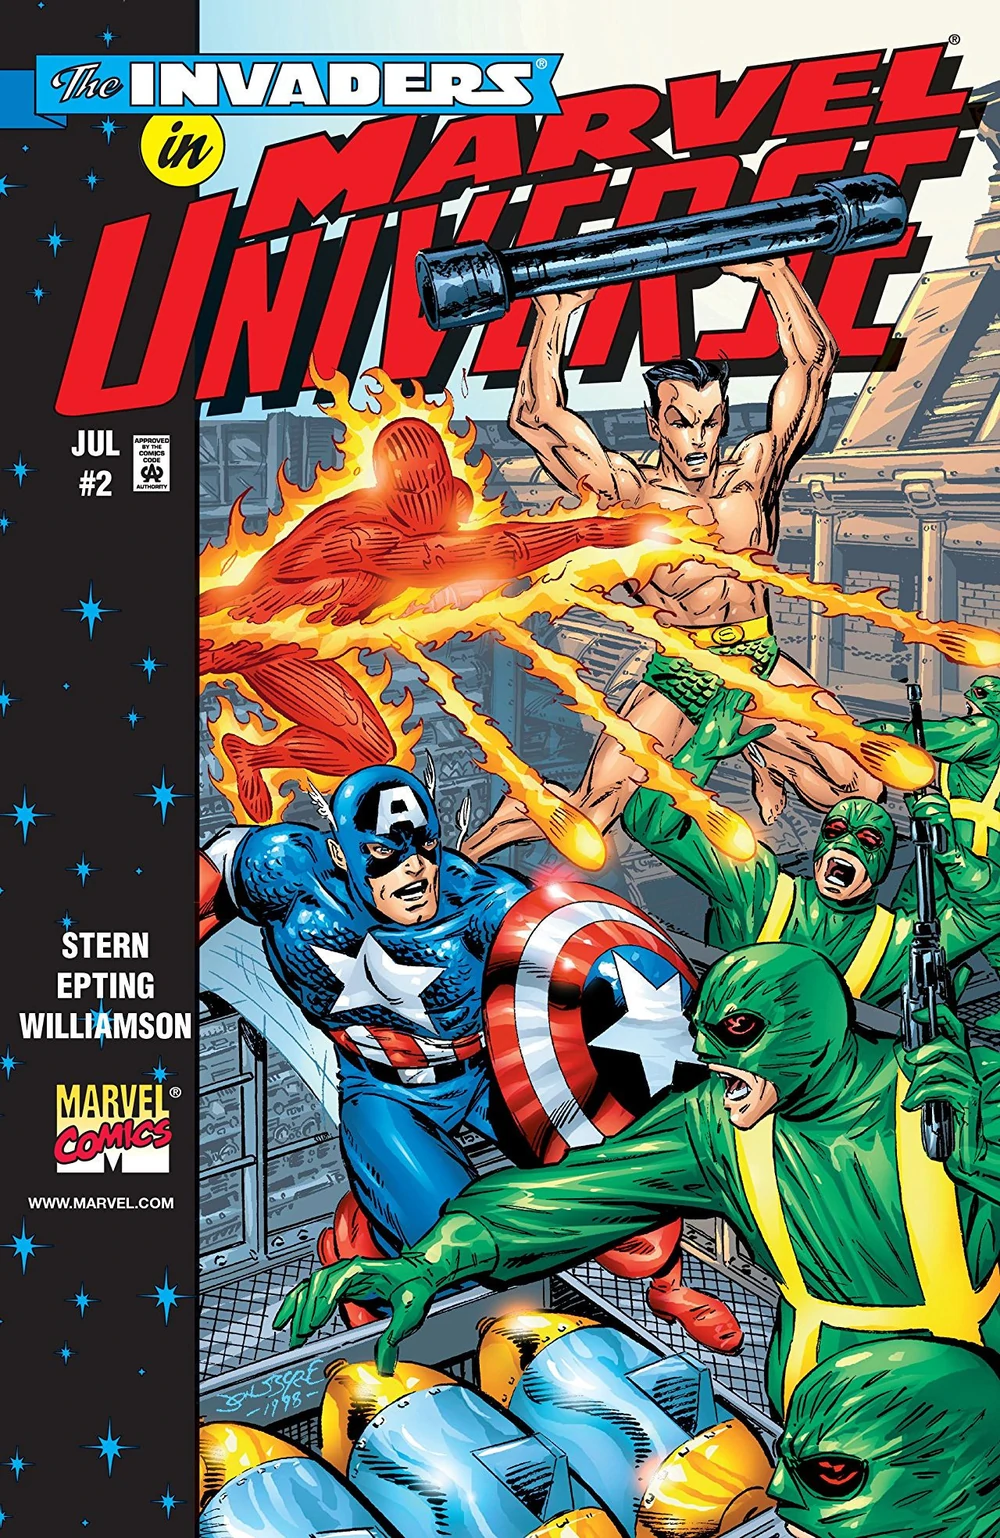 The INVADERS®
in
MARVEL®
UNIVERSE
JUL
#2
APPROVED
BY THE
COMICS
CODE
CA
AUTHORITY
STERN
EPTING
WILLIAMSON
MARVEL®
COMICS
WWW.MARVEL.COM
A
-1998-